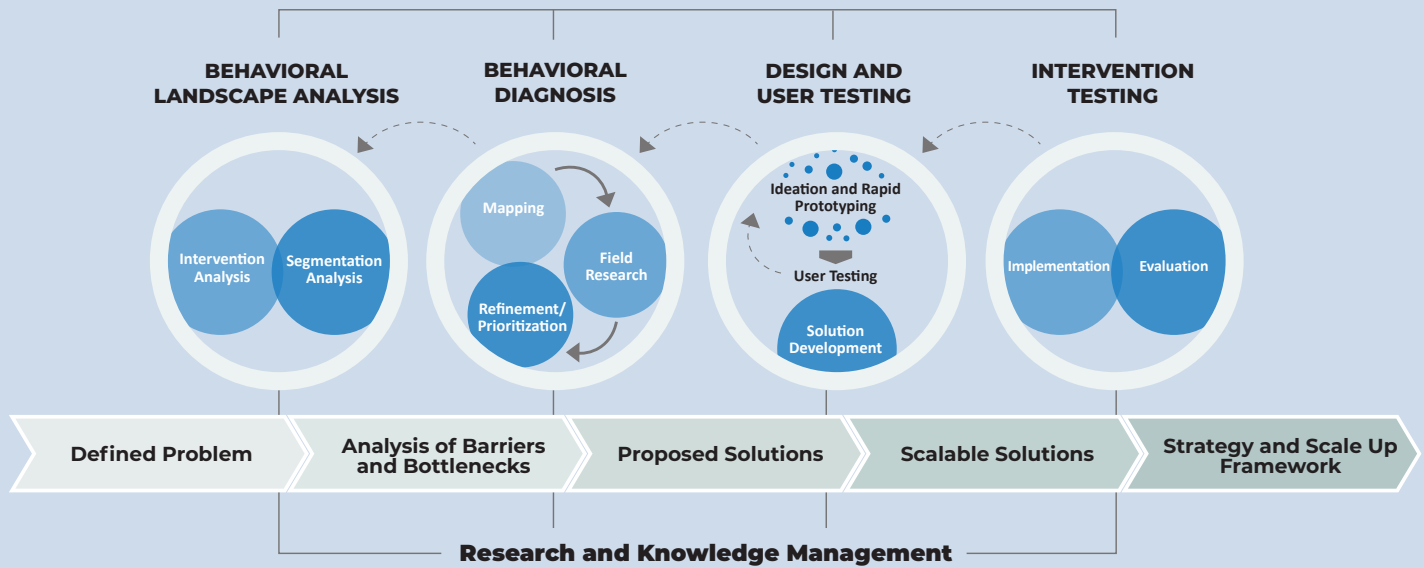 BEHAVIORAL
LANDSCAPE ANALYSIS
BEHAVIORAL
DIAGNOSIS
DESIGN AND
USER TESTING
INTERVENTION
TESTING
Intervention
Analysis
Segmentation
Analysis
Mapping
Field
Research
Refinement/
Prioritization
Ideation and Rapid
Prototyping
User Testing
Solution
Development
Implementation
Evaluation
Defined Problem
Analysis of Barriers
and Bottlenecks
Proposed Solutions
Scalable Solutions
Strategy and Scale Up
Framework
Research and Knowledge Management